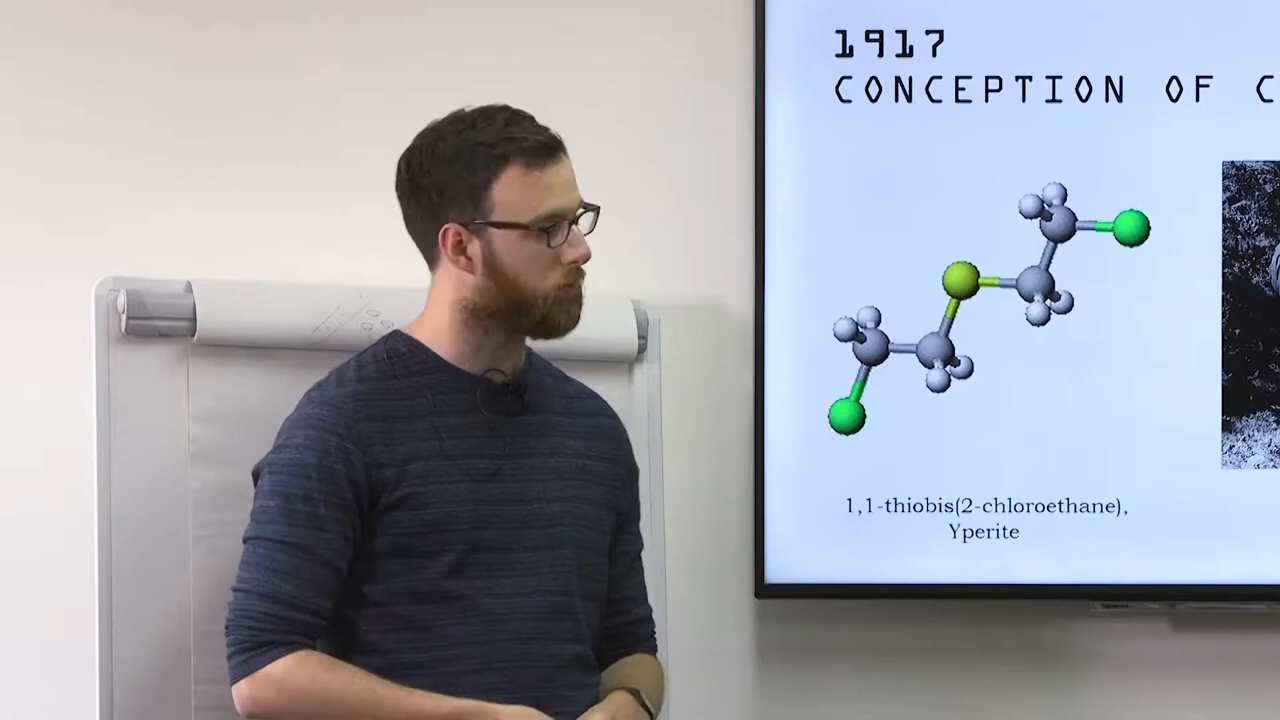 1917
CONCEPTION OF C
1,1-thiobis(2-chloroethane),
Yperite